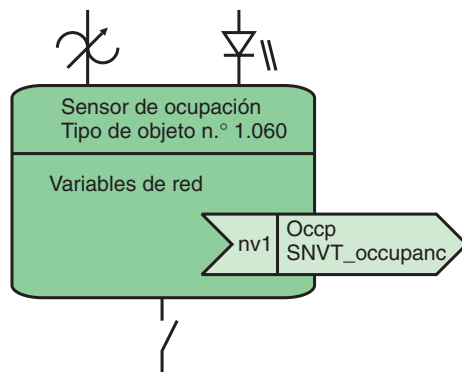 Sensor de ocupación
Tipo de objeto n.° 1.060
Variables de red
nv1
Occp
SNVT_occupanc